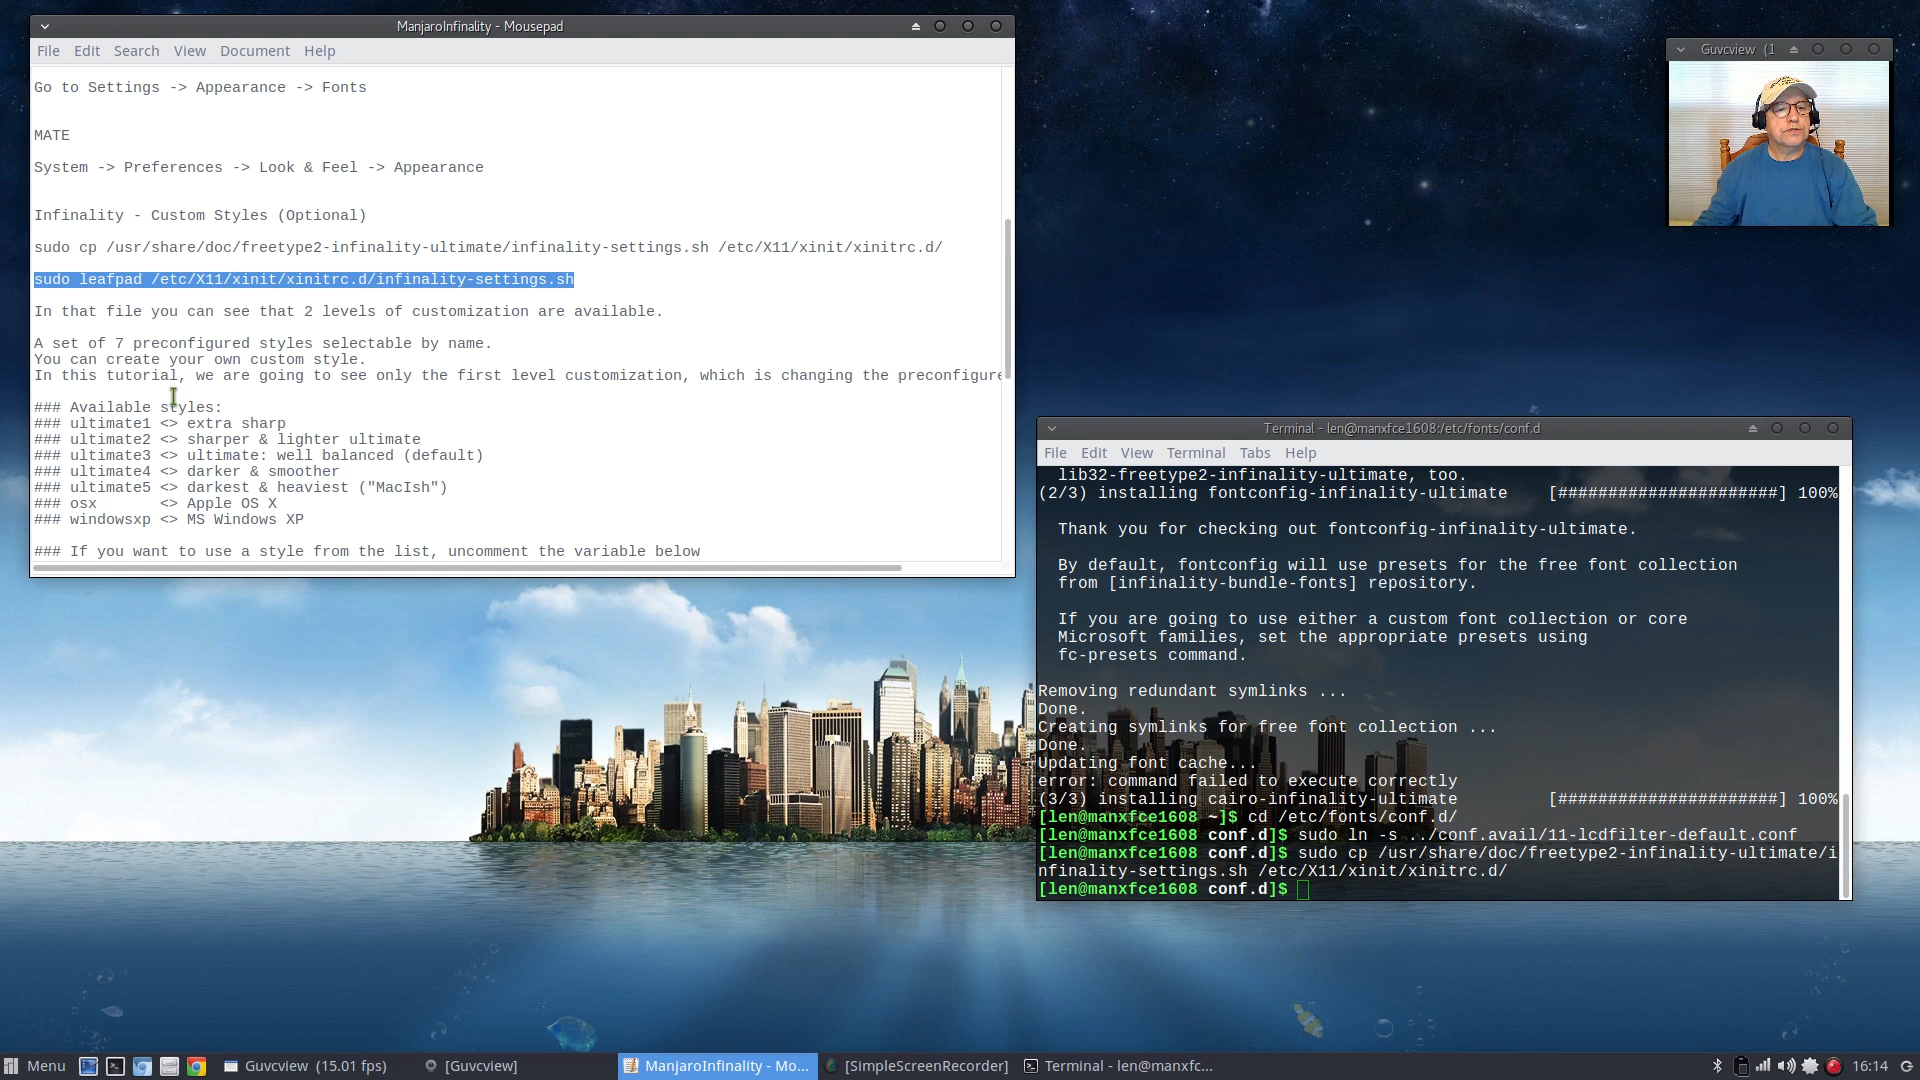 ManjaroInfinality - Mousepad
File Edit Search View Document Help
Go to Settings -> Appearance -> Fonts
MATE
System -> Preferences -> Look & Feel -> Appearance
Infinality - Custom Styles (Optional)
sudo cp /usr/share/doc/freetype2-infinality-ultimate/infinality-settings.sh /etc/X11/xinit/xinitrc.d/
sudo leafpad /etc/X11/xinit/xinitrc.d/infinality-settings.sh
In that file you can see that 2 levels of customization are available.
A set of 7 preconfigured styles selectable by name.
You can create your own custom style.
In this tutorial, we are going to see only the first level customization, which is changing the preconfigure
### Available styles:
### ultimate1 <> extra sharp
### ultimate2 <> sharper & lighter ultimate
### ultimate3 <> ultimate: well balanced (default)
### ultimate4 <> darker & smoother
### ultimate5 <> darkest & heaviest ("MacIsh")
### osx       <> Apple OS X
### windowsxp <> MS Windows XP
### If you want to use a style from the list, uncomment the variable below
Guvcview (1
Terminal - len@manxfce1608:/etc/fonts/conf.d
File Edit View Terminal Tabs Help
lib32-freetype2-infinality-ultimate, too.
(2/3) installing fontconfig-infinality-ultimate    [######################] 100%
Thank you for checking out fontconfig-infinality-ultimate.
By default, fontconfig will use presets for the free font collection
from [infinality-bundle-fonts] repository.
If you are going to use either a custom font collection or core
Microsoft families, set the appropriate presets using
fc-presets command.
Removing redundant symlinks ...
Done.
Creating symlinks for free font collection ...
Done.
Updating font cache...
error: command failed to execute correctly
(3/3) installing cairo-infinality-ultimate         [######################] 100%
[len@manxfce1608 ~]$ cd /etc/fonts/conf.d/
[len@manxfce1608 conf.d]$ sudo ln -s ../conf.avail/11-lcdfilter-default.conf
[len@manxfce1608 conf.d]$ sudo cp /usr/share/doc/freetype2-infinality-ultimate/i
nfinality-settings.sh /etc/X11/xinit/xinitrc.d/
[len@manxfce1608 conf.d]$
Menu Guvcview (15.01 fps) [Guvcview] ManjaroInfinality - Mo... [SimpleScreenRecorder] Terminal - len@manxfc... 16:14